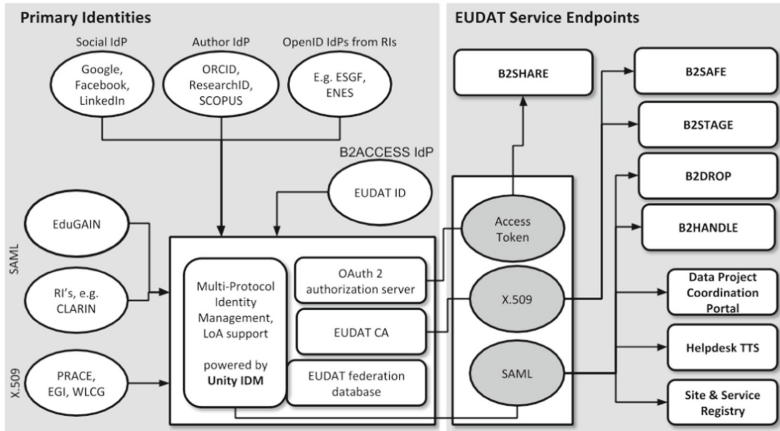 Primary Identities
EUDAT Service Endpoints
Social IdP
Author IdP
OpenID IdPs from RIs
Google,
Facebook,
LinkedIn
ORCID,
ResearchID,
SCOPUS
E.g. ESGF,
ENES
B2ACCESS IdP
EUDAT ID
SAML
EduGAIN
RI's, e.g.
CLARIN
X.509
PRACE,
EGI, WLCG
Multi-Protocol
Identity
Management,
LoA support
powered by
Unity IDM
OAuth 2
authorization server
EUDAT CA
EUDAT federation
database
Access
Token
X.509
SAML
B2SHARE
B2SAFE
B2STAGE
B2DROP
B2HANDLE
Data Project
Coordination
Portal
Helpdesk TTS
Site & Service
Registry